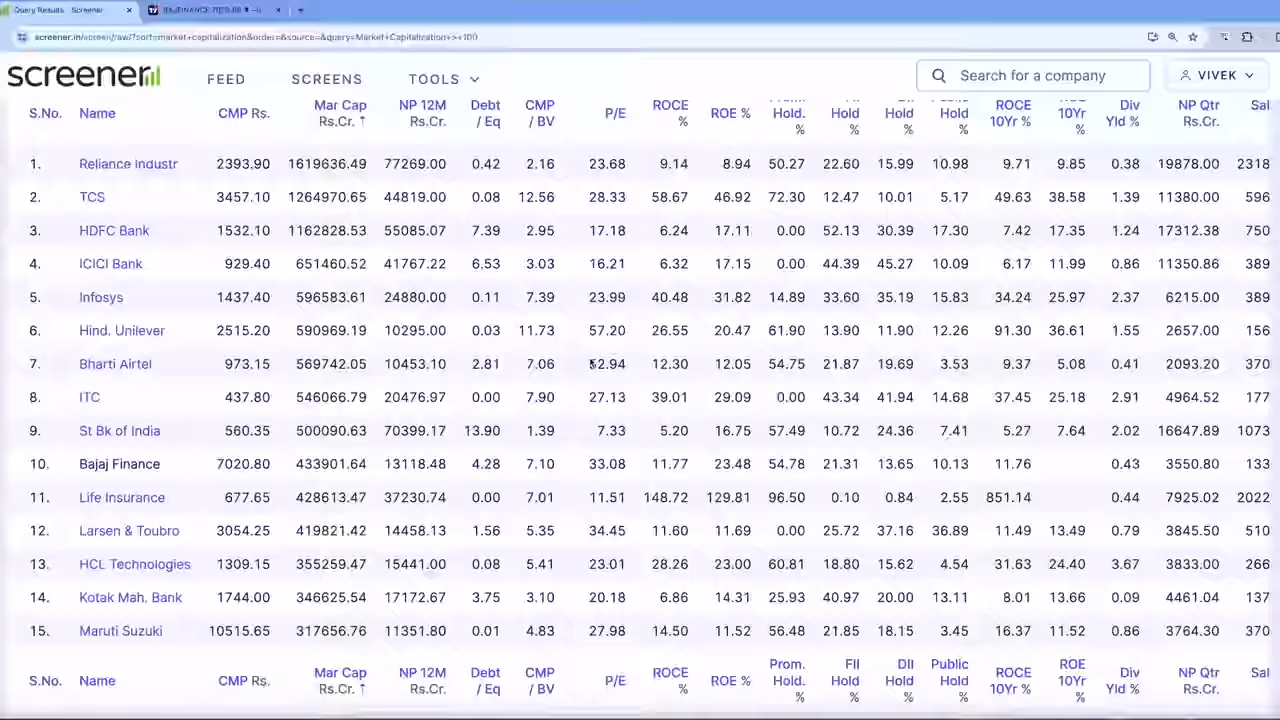 Query Results - Screener
BAJFINANCE 7020.80
screener.in/screen/raw/?sort=market+capitalization&order=&source=&query=Market+Capitalization+>+100
screener FEED SCREENS TOOLS Search for a company VIVEK
S.No. Name CMP Rs. Mar Cap Rs.Cr. ↑ NP 12M Rs.Cr. Debt / Eq CMP / BV P/E ROCE % ROE % Prom. Hold. % FII Hold % DII Hold % Public Hold % ROCE 10Yr % ROE 10Yr % Div Yld % NP Qtr Rs.Cr. Sal
1. Reliance Industr 2393.90 1619636.49 77269.00 0.42 2.16 23.68 9.14 8.94 50.27 22.60 15.99 10.98 9.71 9.85 0.38 19878.00 2318
2. TCS 3457.10 1264970.65 44819.00 0.08 12.56 28.33 58.67 46.92 72.30 12.47 10.01 5.17 49.63 38.58 1.39 11380.00 596
3. HDFC Bank 1532.10 1162828.53 55085.07 7.39 2.95 17.18 6.24 17.11 0.00 52.13 30.39 17.30 7.42 17.35 1.24 17312.38 750
4. ICICI Bank 929.40 651460.52 41767.22 6.53 3.03 16.21 6.32 17.15 0.00 44.39 45.27 10.09 6.17 11.99 0.86 11350.86 389
5. Infosys 1437.40 596583.61 24880.00 0.11 7.39 23.99 40.48 31.82 14.89 33.60 35.19 15.83 34.24 25.97 2.37 6215.00 389
6. Hind. Unilever 2515.20 590969.19 10295.00 0.03 11.73 57.20 26.55 20.47 61.90 13.90 11.90 12.26 91.30 36.61 1.55 2657.00 156
7. Bharti Airtel 973.15 569742.05 10453.10 2.81 7.06 52.94 12.30 12.05 54.75 21.87 19.69 3.53 9.37 5.08 0.41 2093.20 370
8. ITC 437.80 546066.79 20476.97 0.00 7.90 27.13 39.01 29.09 0.00 43.34 41.94 14.68 37.45 25.18 2.91 4964.52 177
9. St Bk of India 560.35 500090.63 70399.17 13.90 1.39 7.33 5.20 16.75 57.49 10.72 24.36 7.41 5.27 7.64 2.02 16647.89 1073
10. Bajaj Finance 7020.80 433901.64 13118.48 4.28 7.10 33.08 11.77 23.48 54.78 21.31 13.65 10.13 11.76 0.43 3550.80 133
11. Life Insurance 677.65 428613.47 37230.74 0.00 7.01 11.51 148.72 129.81 96.50 0.10 0.84 2.55 851.14 0.44 7925.02 2022
12. Larsen & Toubro 3054.25 419821.42 14458.13 1.56 5.35 34.45 11.60 11.69 0.00 25.72 37.16 36.89 11.49 13.49 0.79 3845.50 510
13. HCL Technologies 1309.15 355259.47 15441.00 0.08 5.41 23.01 28.26 23.00 60.81 18.80 15.62 4.54 31.63 24.40 3.67 3833.00 266
14. Kotak Mah. Bank 1744.00 346625.54 17172.67 3.75 3.10 20.18 6.86 14.31 25.93 40.97 20.00 13.11 8.01 13.66 0.09 4461.04 137
15. Maruti Suzuki 10515.65 317656.76 11351.80 0.01 4.83 27.98 14.50 11.52 56.48 21.85 18.15 3.45 16.37 11.52 0.86 3764.30 370
S.No. Name CMP Rs. Mar Cap Rs.Cr. ↑ NP 12M Rs.Cr. Debt / Eq CMP / BV P/E ROCE % ROE % Prom. Hold. % FII Hold % DII Hold % Public Hold % ROCE 10Yr % ROE 10Yr % Div Yld % NP Qtr Rs.Cr. Sal